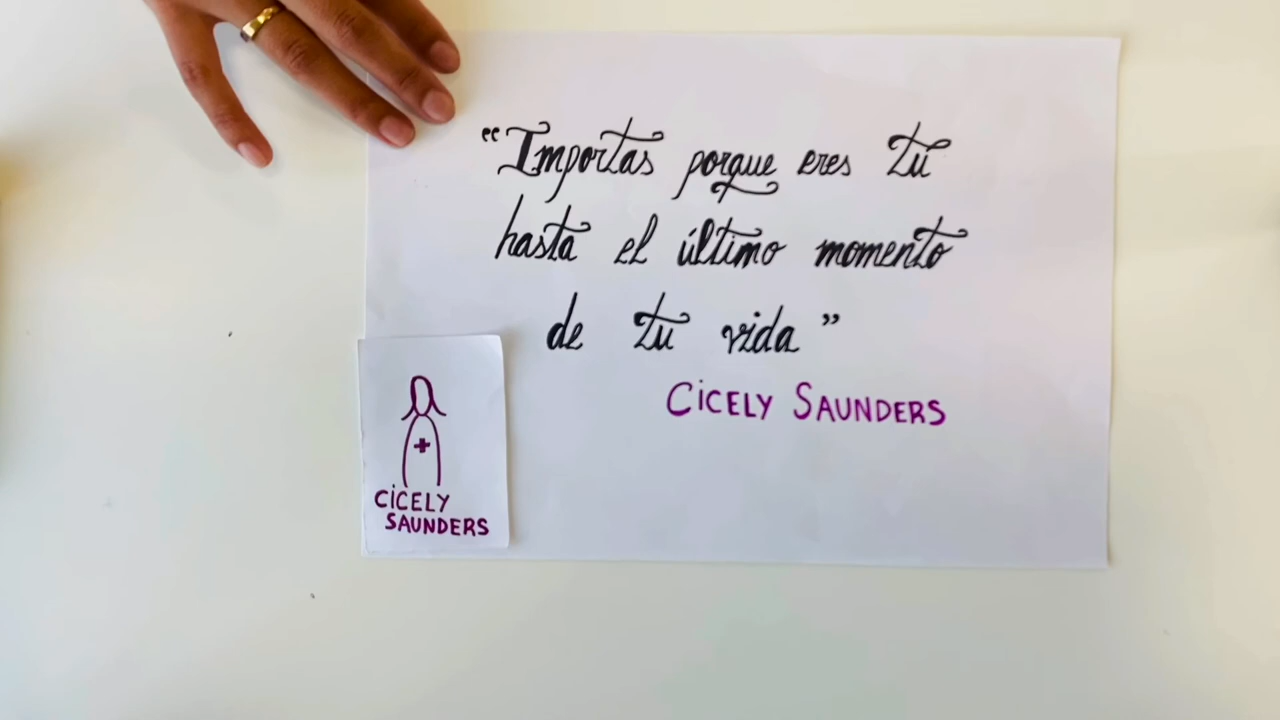 “Importas porque eres tú
hasta el último momento
de tu vida”
CiCELY SAUNDERS
CiCELY
SAUNDERS